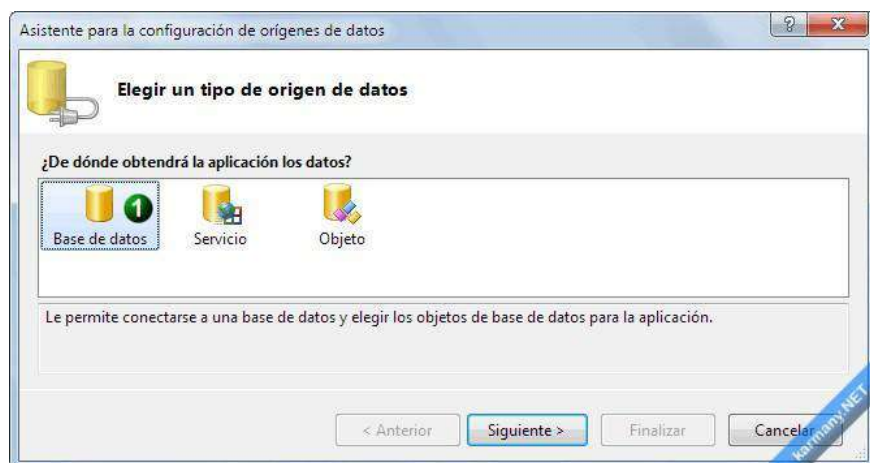 Asistente para la configuración de orígenes de datos
Elegir un tipo de origen de datos
¿De dónde obtendrá la aplicación los datos?
1
Base de datos
Servicio
Objeto
Le permite conectarse a una base de datos y elegir los objetos de base de datos para la aplicación.
< Anterior
Siguiente >
Finalizar
Cancelar
karmany.NET